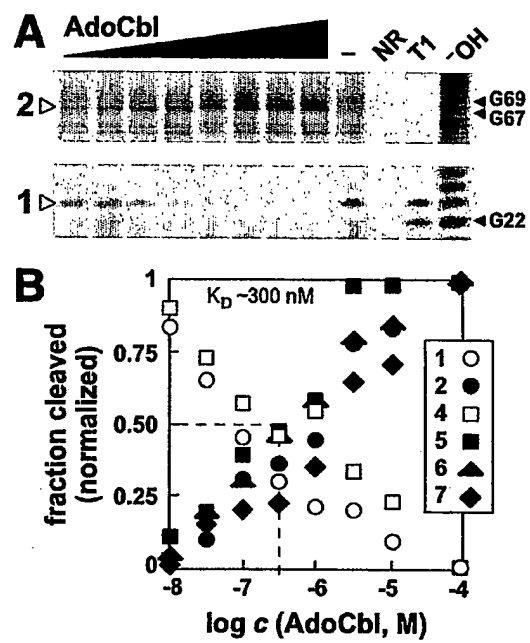 A
AdoCbl
– NR T1 -OH
2
G69
G67
1
G22
B
K_D ~300 nM
1
0.75
0.50
0.25
0
fraction cleaved
(normalized)
1
2
4
5
6
7
-8 -7 -6 -5 -4
log c (AdoCbl, M)